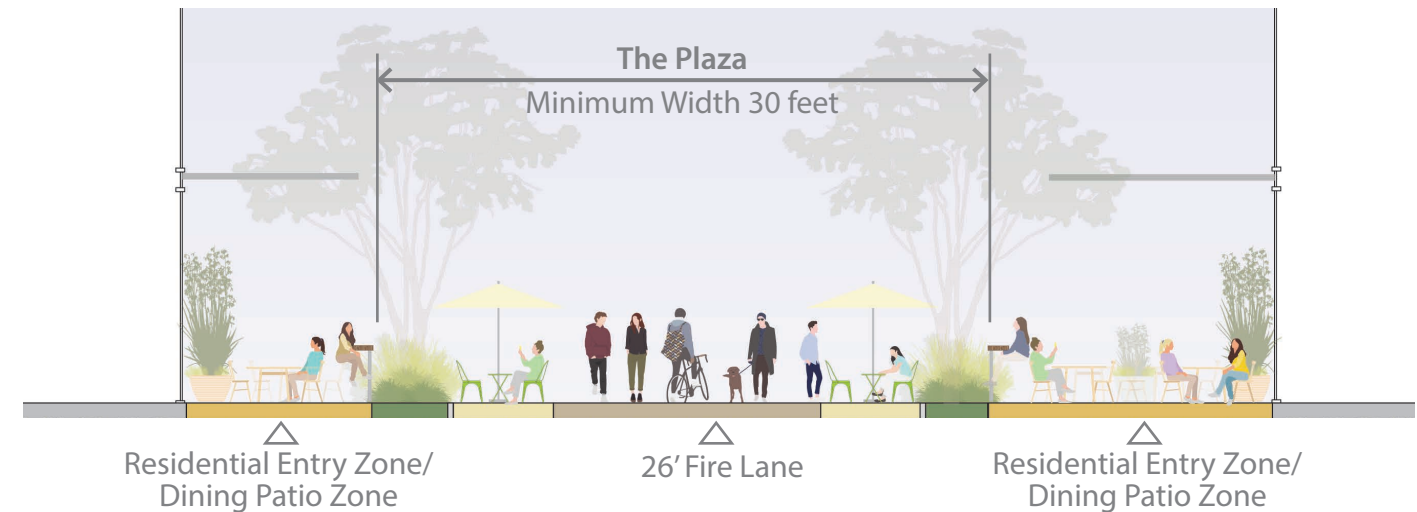 The Plaza
Minimum Width 30 feet
Residential Entry Zone/
Dining Patio Zone
26' Fire Lane
Residential Entry Zone/
Dining Patio Zone